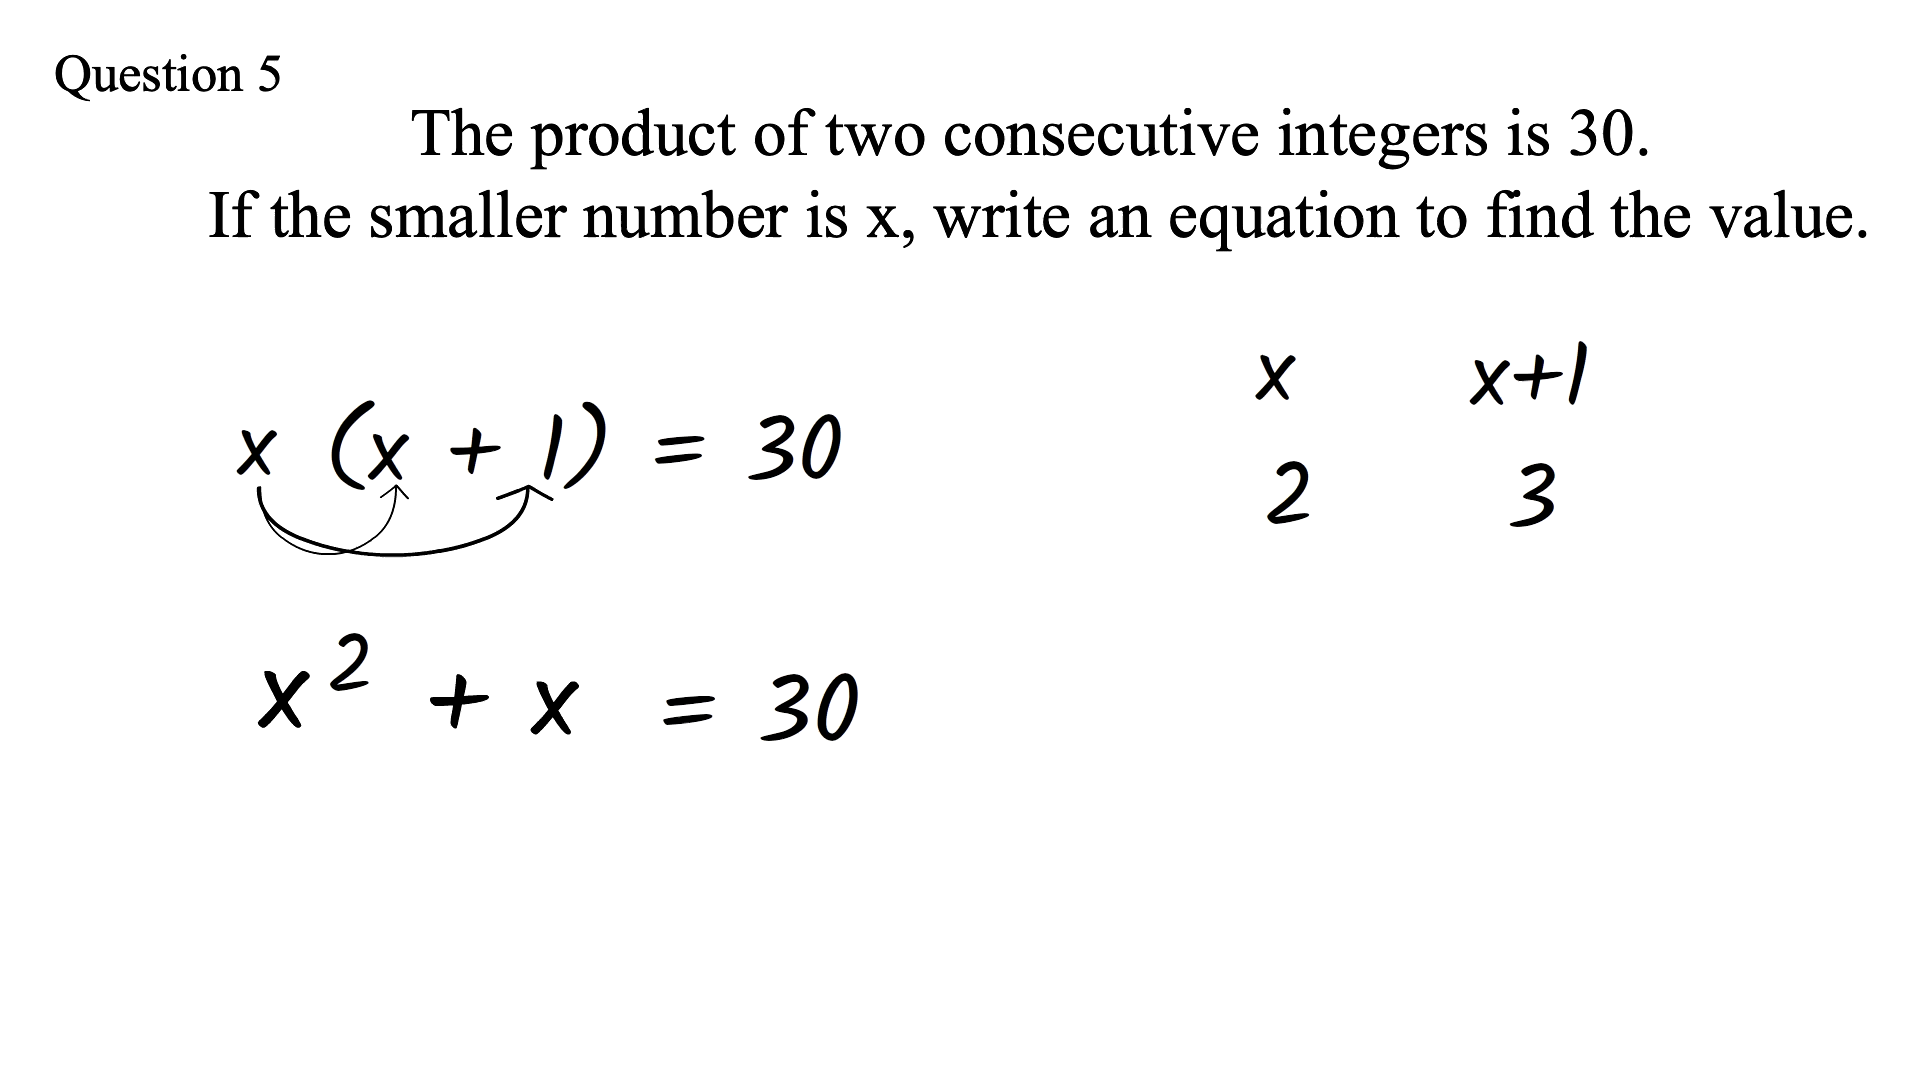 Question 5
The product of two consecutive integers is 30.
If the smaller number is x, write an equation to find the value.
x (x + 1) = 30
x² + x = 30
x x+1
2 3